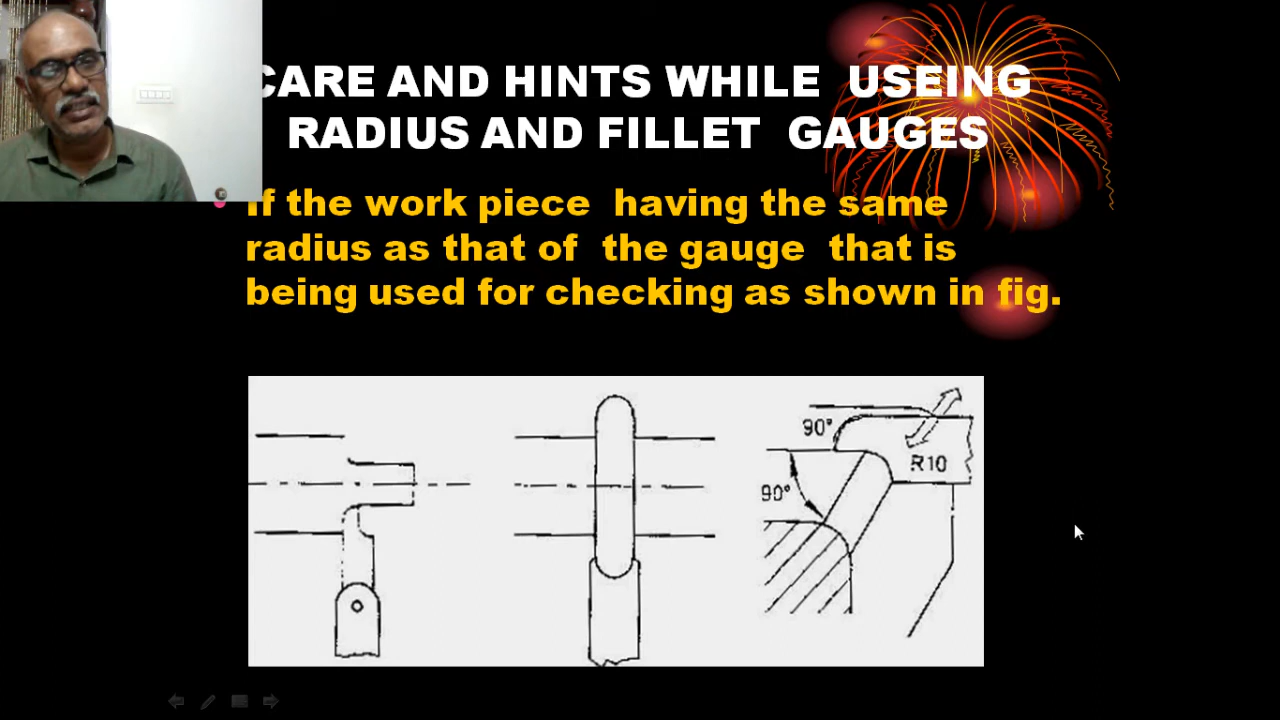 CARE AND HINTS WHILE USEING
RADIUS AND FILLET GAUGES
If the work piece having the same
radius as that of the gauge that is
being used for checking as shown in fig.
90°
R10
90°